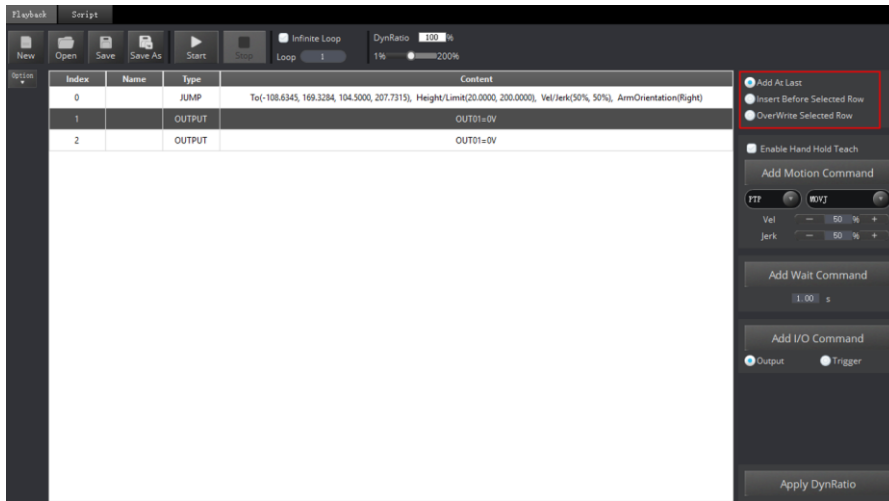 Playback Script
New Open Save Save As Start Stop
Infinite Loop
Loop 1
DynRatio 100 %
1% 200%
Option
Index Name Type Content
0 JUMP To(-108.6345, 169.3284, 104.5000, 207.7315), Height/Limit(20.0000, 200.0000), Vel/Jerk(50%, 50%), ArmOrientation(Right)
1 OUTPUT OUT01=0V
2 OUTPUT OUT01=0V
Add At Last
Insert Before Selected Row
OverWrite Selected Row
Enable Hand Hold Teach
Add Motion Command
PTP MOVJ
Vel — 50 % +
Jerk — 50 % +
Add Wait Command
1.00 s
Add I/O Command
Output Trigger
Apply DynRatio